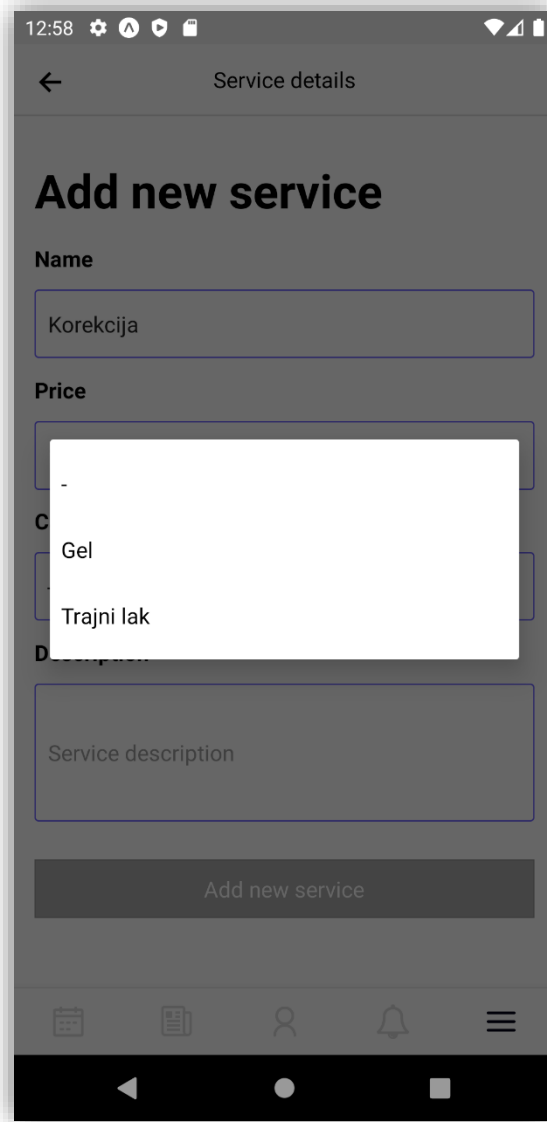 12:58
Service details
Add new service
Name
Korekcija
Price
-
Gel
Trajni lak
Service description
Add new service